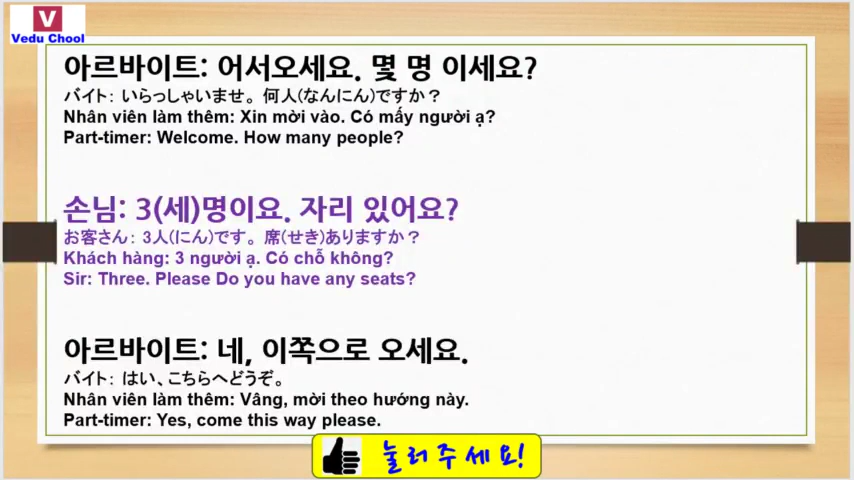 V
Vedu Chool
아르바이트: 어서오세요. 몇 명 이세요?
バイト： いらっしゃいませ。 何人(なんにん)ですか？
Nhân viên làm thêm: Xin mời vào. Có mấy người ạ?
Part-timer: Welcome. How many people?
손님: 3(세)명이요. 자리 있어요?
お客さん： 3人(にん)です。 席(せき)ありますか？
Khách hàng: 3 người ạ. Có chỗ không?
Sir: Three. Please Do you have any seats?
아르바이트: 네, 이쪽으로 오세요.
バイト： はい、こちらへどうぞ。
Nhân viên làm thêm: Vâng, mời theo hướng này.
Part-timer: Yes, come this way please.
눌러주세요!